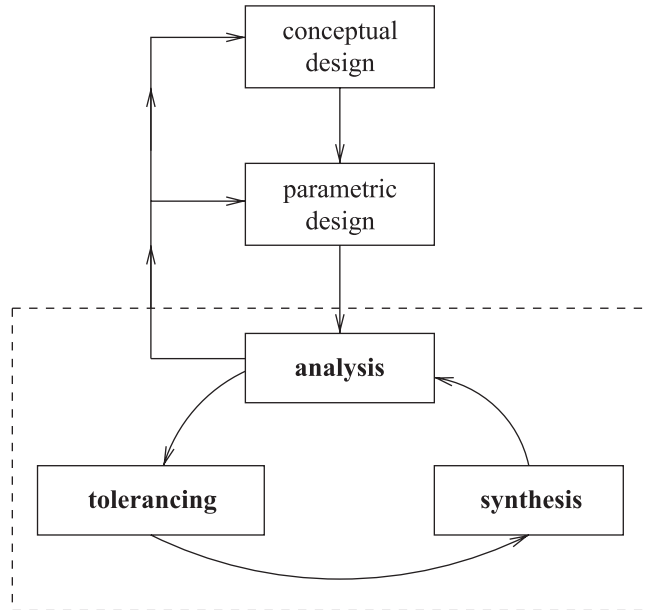 conceptual
design
parametric
design
analysis
tolerancing
synthesis